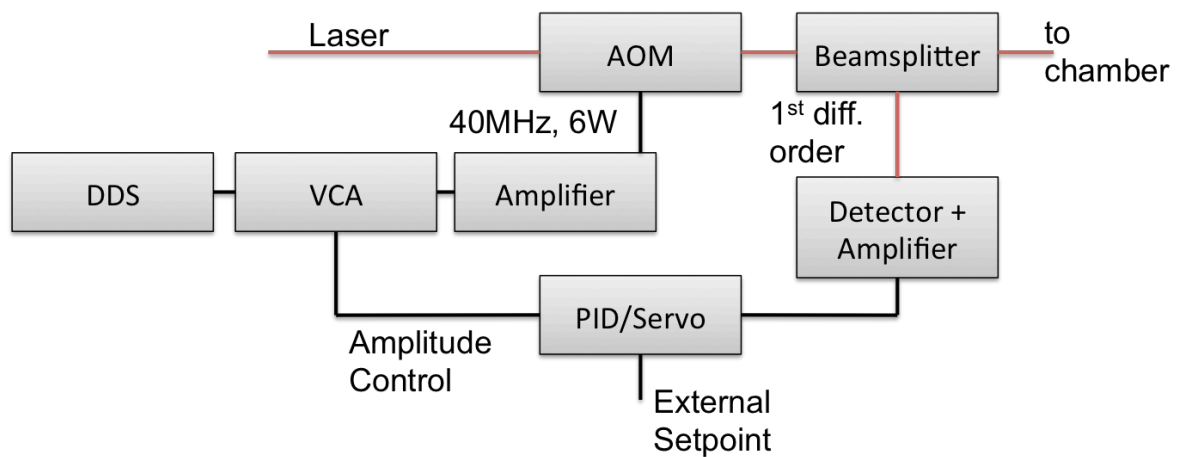 Laser
AOM
Beamsplitter
to
chamber
40MHz, 6W
1st diff.
order
DDS
VCA
Amplifier
Detector +
Amplifier
PID/Servo
Amplitude
Control
External
Setpoint